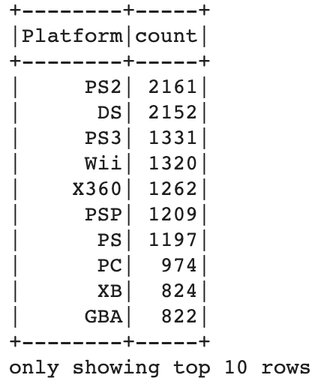 +--------+-----+
|Platform|count|
+--------+-----+
|     PS2| 2161|
|      DS| 2152|
|     PS3| 1331|
|     Wii| 1320|
|    X360| 1262|
|     PSP| 1209|
|      PS| 1197|
|      PC|  974|
|      XB|  824|
|     GBA|  822|
+--------+-----+
only showing top 10 rows